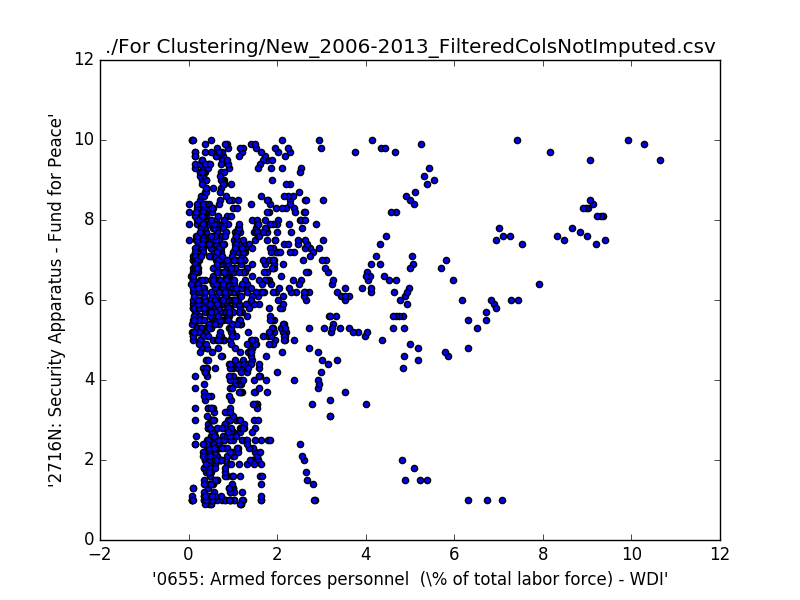 ./For Clustering/New_2006-2013_FilteredColsNotImputed.csv
12
10
8
6
4
2
0
'2716N: Security Apparatus - Fund for Peace'
−2 0 2 4 6 8 10 12
'0655: Armed forces personnel  (\% of total labor force) - WDI'